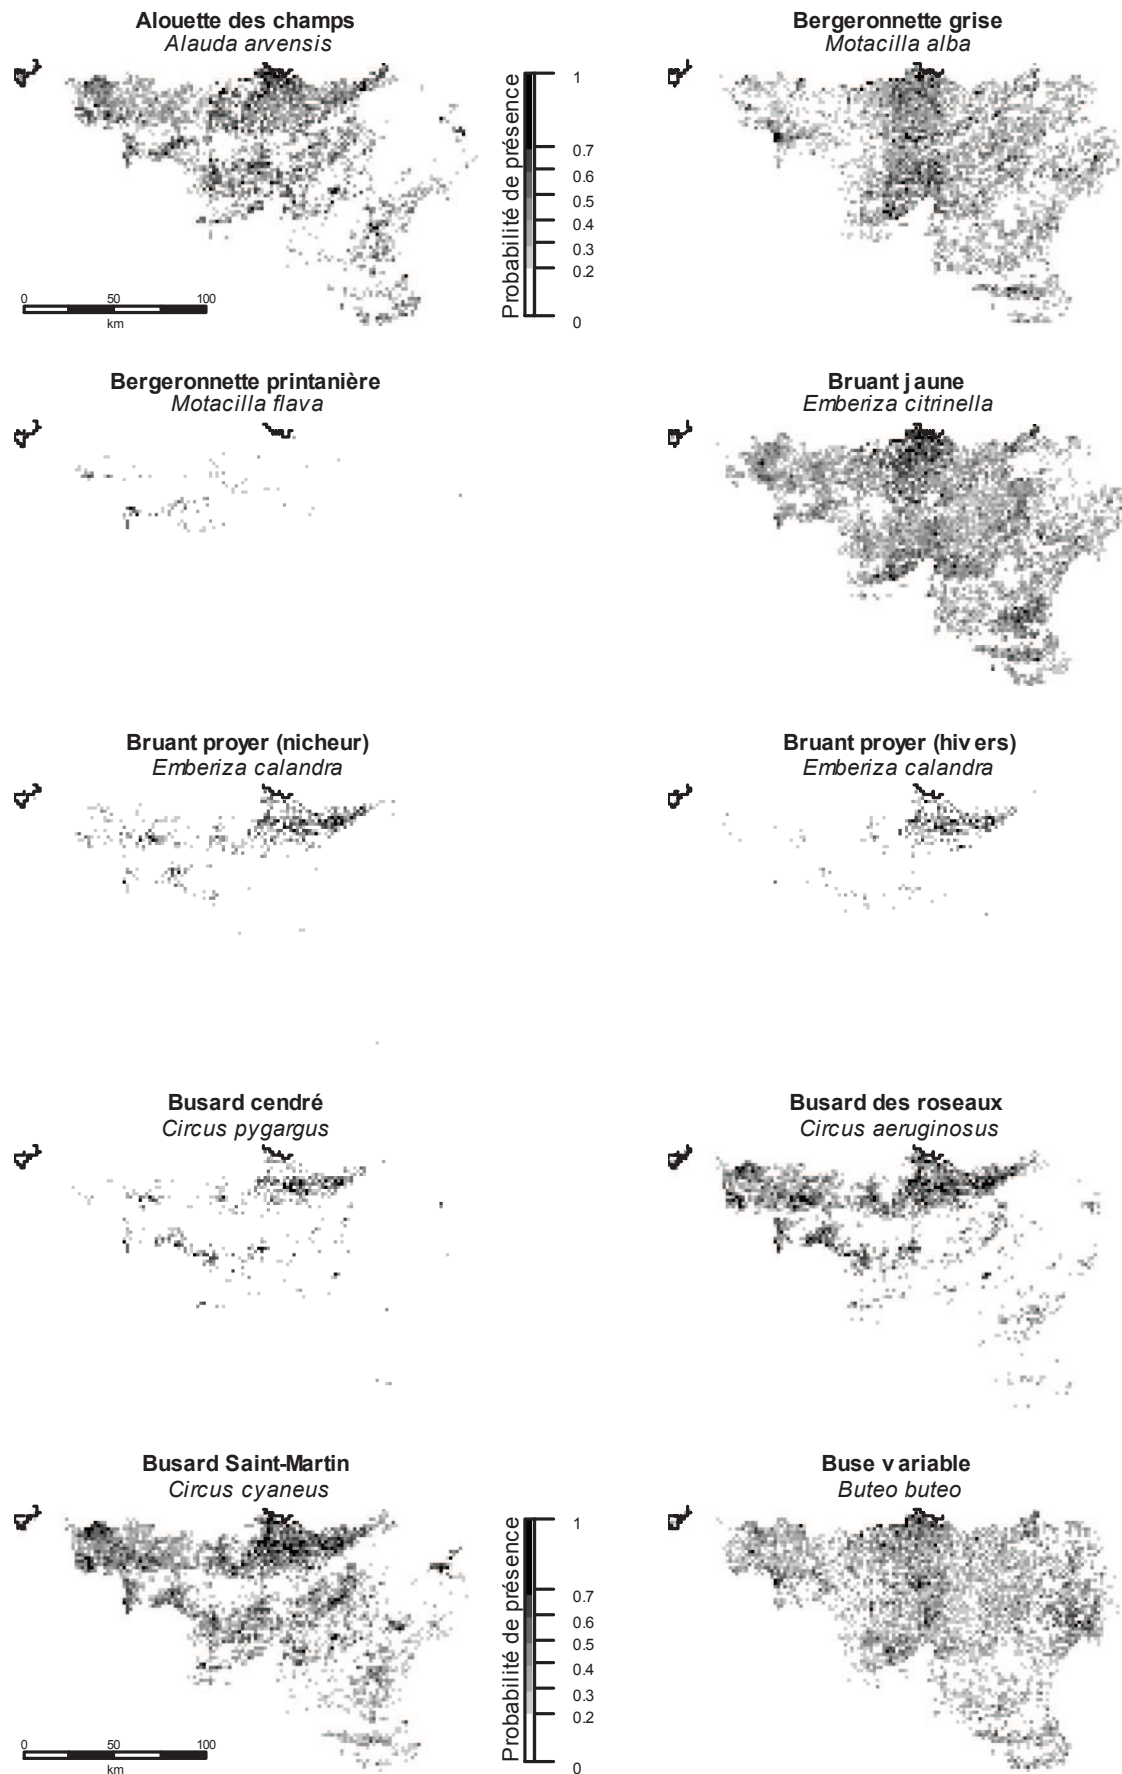 Alouette des champs
Alauda arvensis
Bergeronnette grise
Motacilla alba
Probabilité de présence
1
0.7
0.6
0.5
0.4
0.3
0.2
0
0 50 100
km
Bergeronnette printanière
Motacilla flava
Bruant jaune
Emberiza citrinella
Bruant proyer (nicheur)
Emberiza calandra
Bruant proyer (hivers)
Emberiza calandra
Busard cendré
Circus pygargus
Busard des roseaux
Circus aeruginosus
Busard Saint-Martin
Circus cyaneus
Buse variable
Buteo buteo
Probabilité de présence
1
0.7
0.6
0.5
0.4
0.3
0.2
0
0 50 100
km